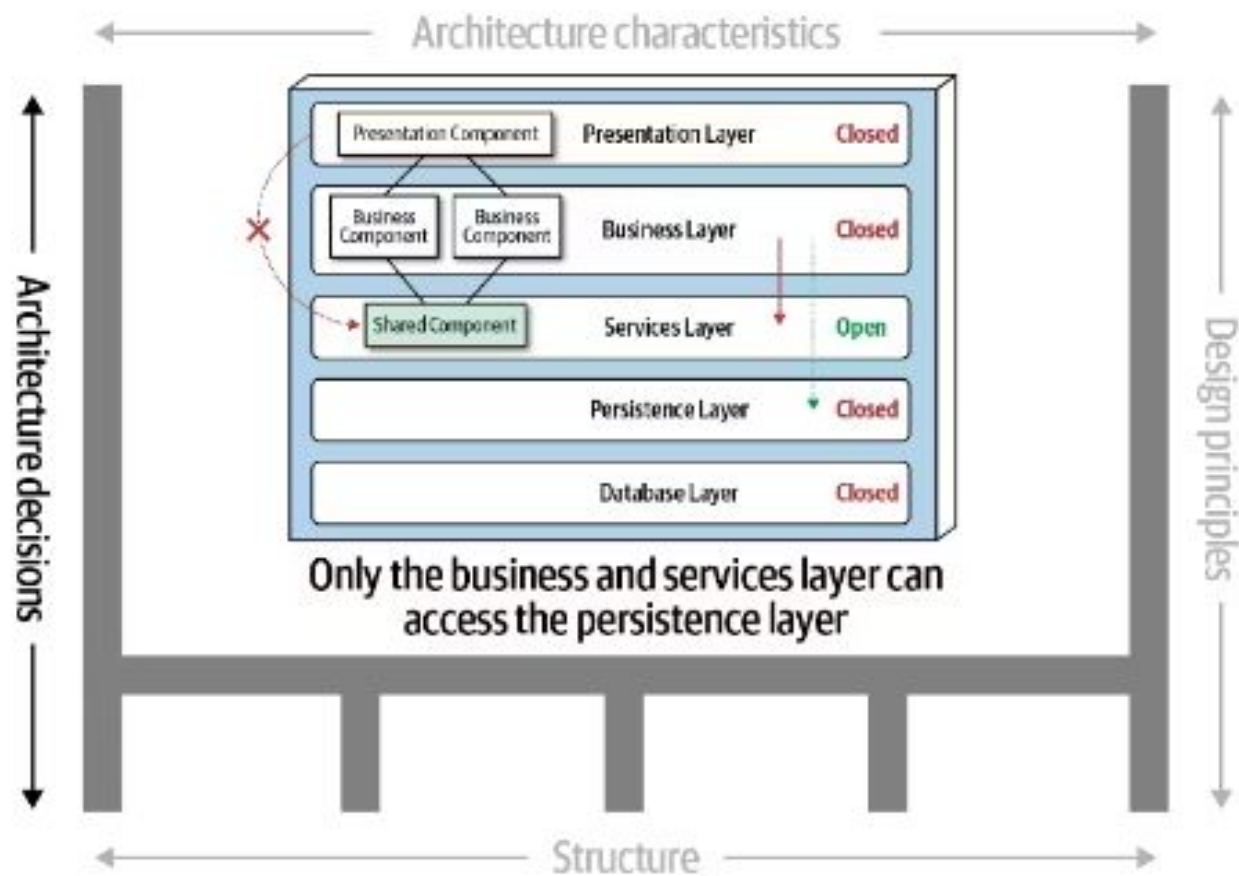 Architecture characteristics
Presentation Component
Presentation Layer
Closed
Business
Component
Business
Component
Business Layer
Closed
Shared Component
Services Layer
Open
Persistence Layer
Closed
Database Layer
Closed
Only the business and services layer can
access the persistence layer
Architecture decisions
Design principles
Structure